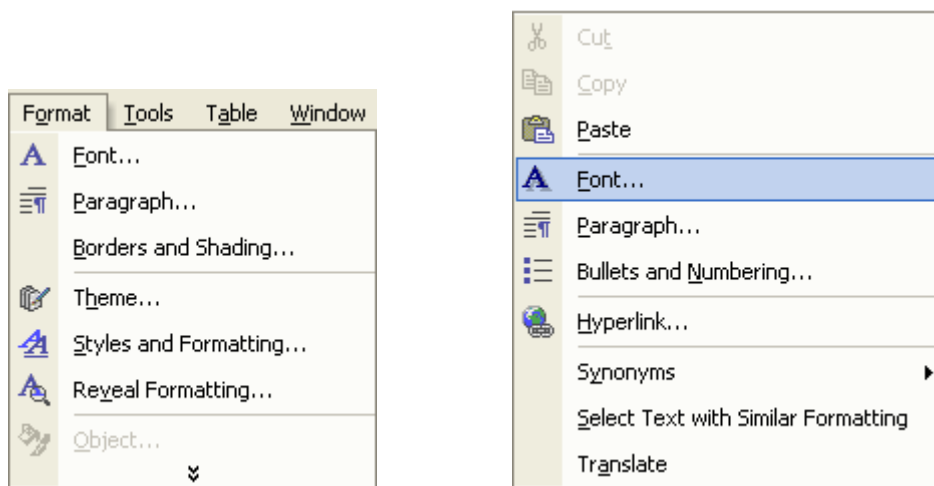 Format Tools Table Window
Font...
Paragraph...
Borders and Shading...
Theme...
Styles and Formatting...
Reveal Formatting...
Object...
Cut
Copy
Paste
Font...
Paragraph...
Bullets and Numbering...
Hyperlink...
Synonyms
Select Text with Similar Formatting
Translate